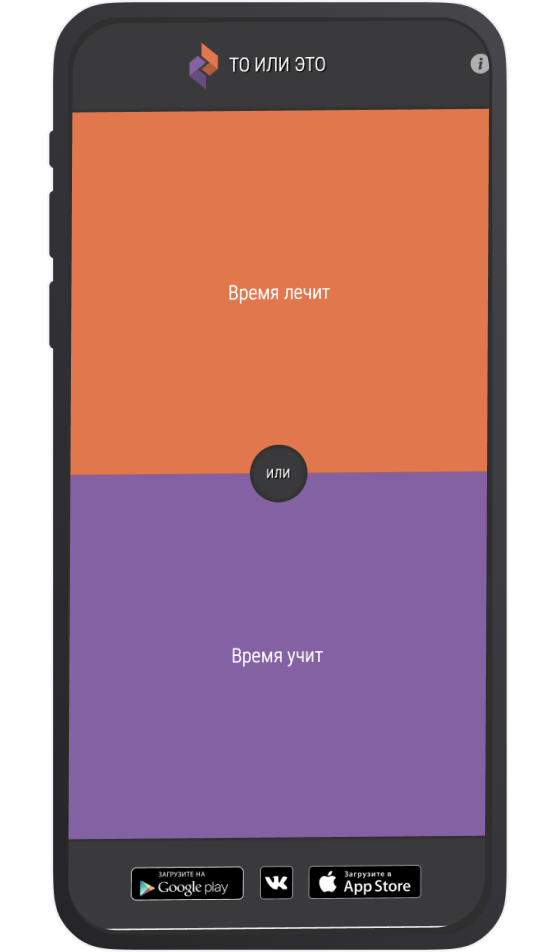 ТО ИЛИ ЭТО
i
Время лечит
или
Время учит
ЗАГРУЗИТЕ НА
Google play
Загрузите в
App Store